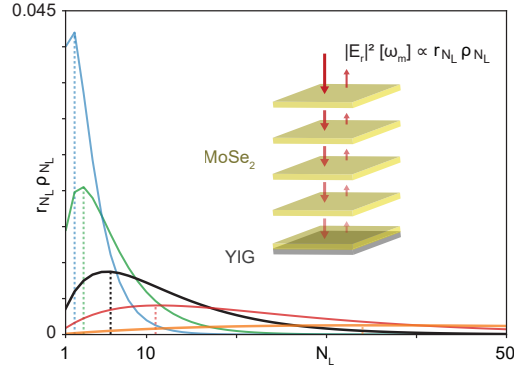 0.045
|E_r|² [ω_m] ∝ r_{N_L} ρ_{N_L}
MoSe₂
r_{N_L} ρ_{N_L}
YIG
0
1 10 N_L 50